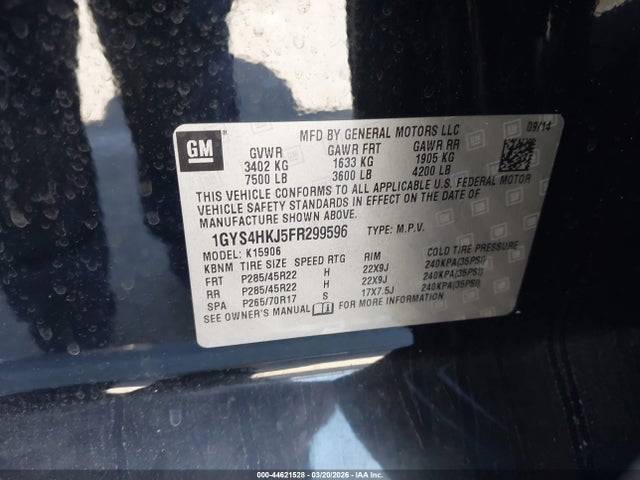 GM
MFD BY GENERAL MOTORS LLC 09/14
GVWR GAWR FRT GAWR RR
3402 KG 1633 KG 1905 KG
7500 LB 3600 LB 4200 LB
THIS VEHICLE CONFORMS TO ALL APPLICABLE U.S. FEDERAL MOTOR
VEHICLE SAFETY STANDARDS IN EFFECT ON THE DATE OF
MANUFACTURE SHOWN ABOVE.
1GYS4HKJ5FR299596 TYPE: M.P.V.
MODEL: K15906
KBNM TIRE SIZE SPEED RTG RIM COLD TIRE PRESSURE
FRT P285/45R22 H 22X9J 240KPA(35PSI)
RR P285/45R22 H 22X9J 240KPA(35PSI)
SPA P265/70R17 S 17X7.5J 240KPA(35PSI)
SEE OWNER'S MANUAL FOR MORE INFORMATION.
000-44621528 | 03/20/2026 | IAA Inc.